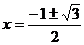 x = (-1 ± √3)/2